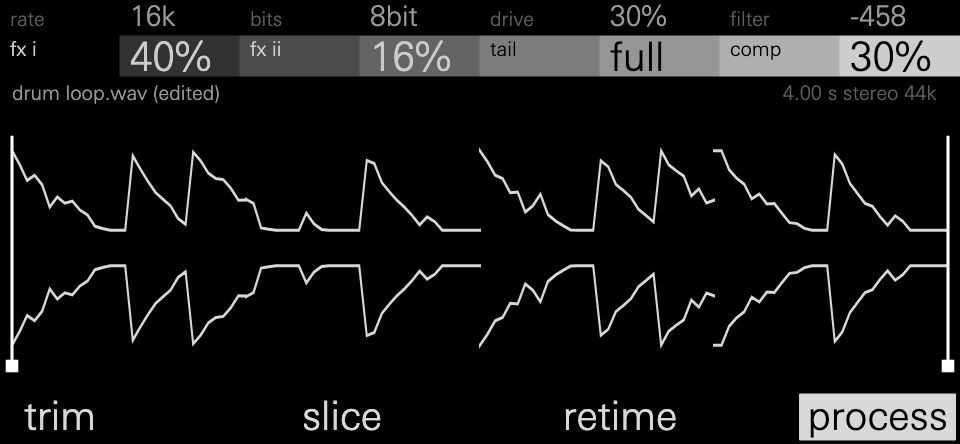 rate 16k bits 8bit drive 30% filter -458
fx i 40% fx ii 16% tail full comp 30%
drum loop.wav (edited) 4.00 s stereo 44k
trim slice retime process